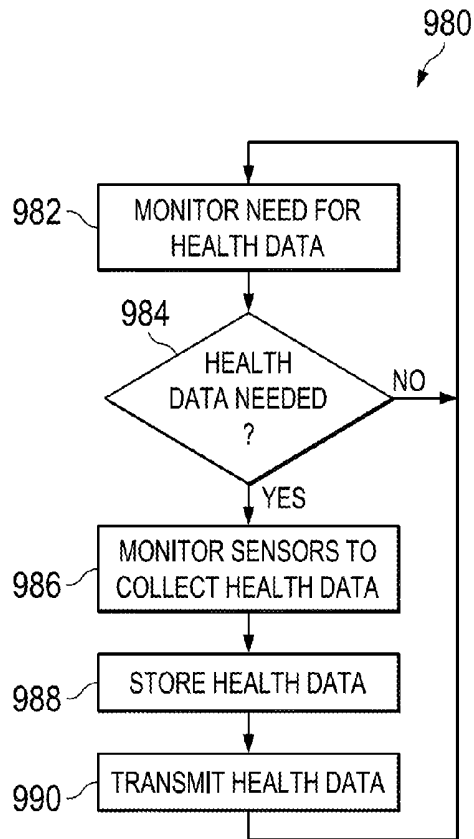 980
982
MONITOR NEED FOR
HEALTH DATA
984
HEALTH
DATA NEEDED
?
NO
YES
986
MONITOR SENSORS TO
COLLECT HEALTH DATA
988
STORE HEALTH DATA
990
TRANSMIT HEALTH DATA